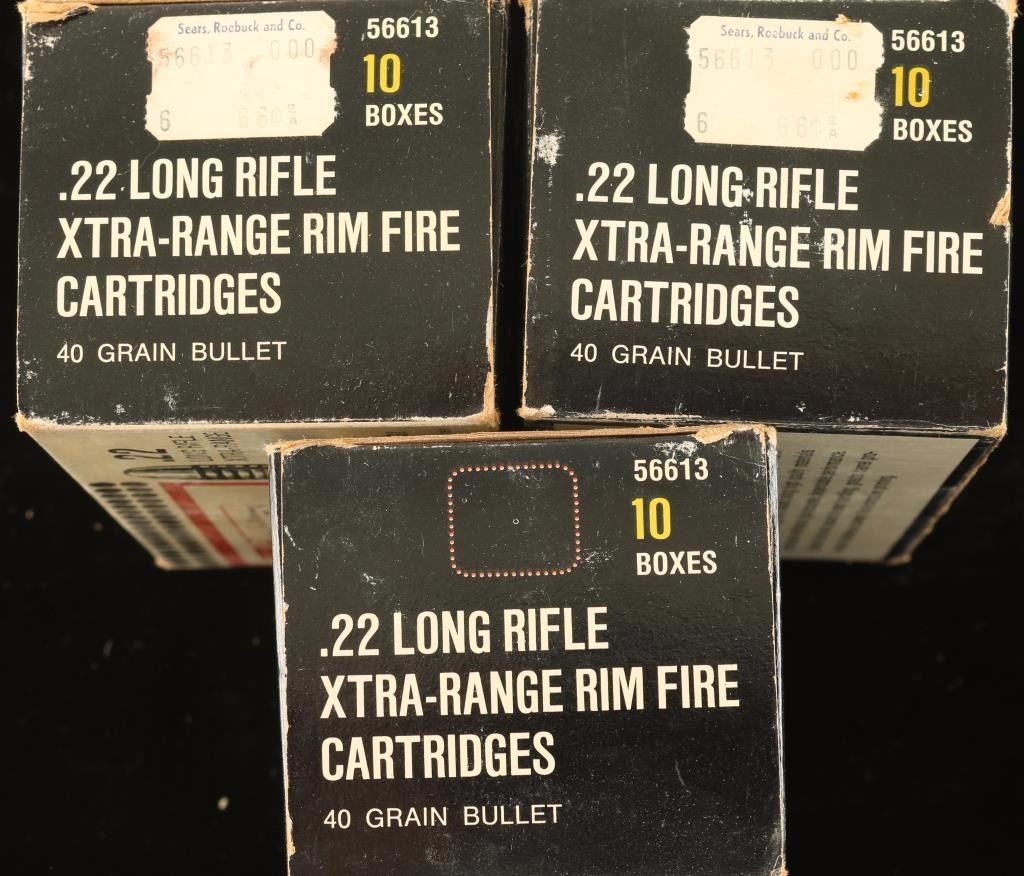 Sears, Roebuck and Co.
56613 000
6 66¢ EA
56613
10
BOXES
.22 LONG RIFLE
XTRA-RANGE RIM FIRE
CARTRIDGES
40 GRAIN BULLET
Sears, Roebuck and Co.
56613 000
6 66¢ EA
56613
10
BOXES
.22 LONG RIFLE
XTRA-RANGE RIM FIRE
CARTRIDGES
40 GRAIN BULLET
.22
56613
10
BOXES
.22 LONG RIFLE
XTRA-RANGE RIM FIRE
CARTRIDGES
40 GRAIN BULLET